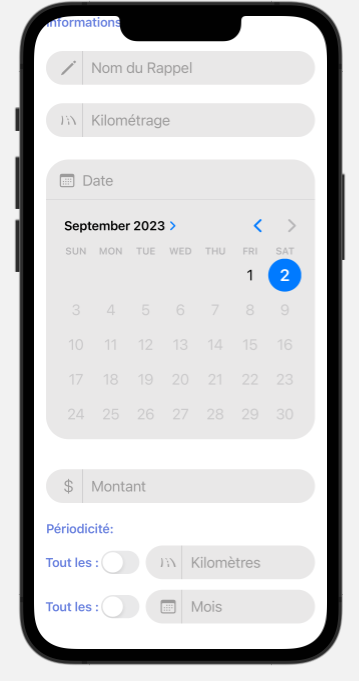 Informations
Nom du Rappel
Kilométrage
Date
September 2023
SUN MON TUE WED THU FRI SAT
1 2
3 4 5 6 7 8 9
10 11 12 13 14 15 16
17 18 19 20 21 22 23
24 25 26 27 28 29 30
$ Montant
Périodicité:
Tout les : Kilomètres
Tout les : Mois